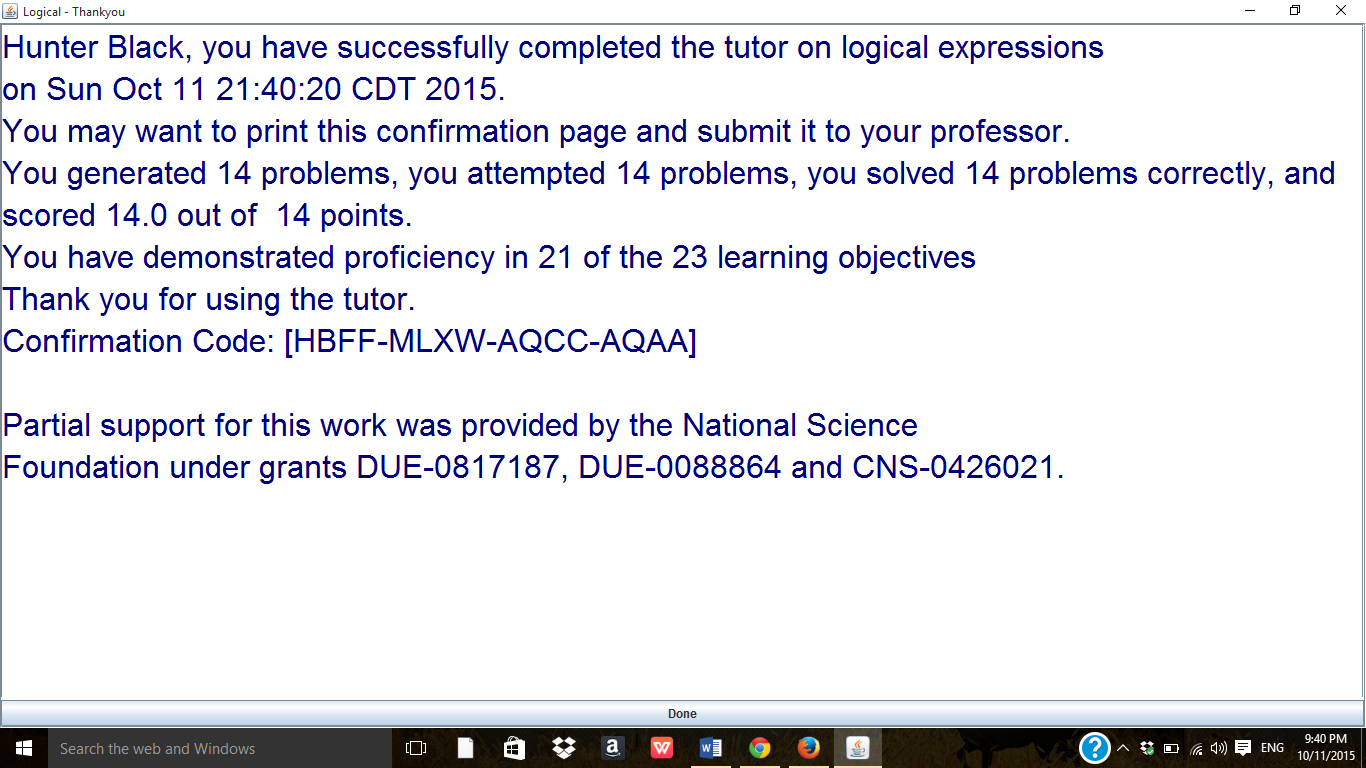 Logical - Thankyou
Hunter Black, you have successfully completed the tutor on logical expressions
on Sun Oct 11 21:40:20 CDT 2015.
You may want to print this confirmation page and submit it to your professor.
You generated 14 problems, you attempted 14 problems, you solved 14 problems correctly, and
scored 14.0 out of  14 points.
You have demonstrated proficiency in 21 of the 23 learning objectives
Thank you for using the tutor.
Confirmation Code: [HBFF-MLXW-AQCC-AQAA]
Partial support for this work was provided by the National Science
Foundation under grants DUE-0817187, DUE-0088864 and CNS-0426021.
Done
Search the web and Windows
ENG
9:40 PM
10/11/2015